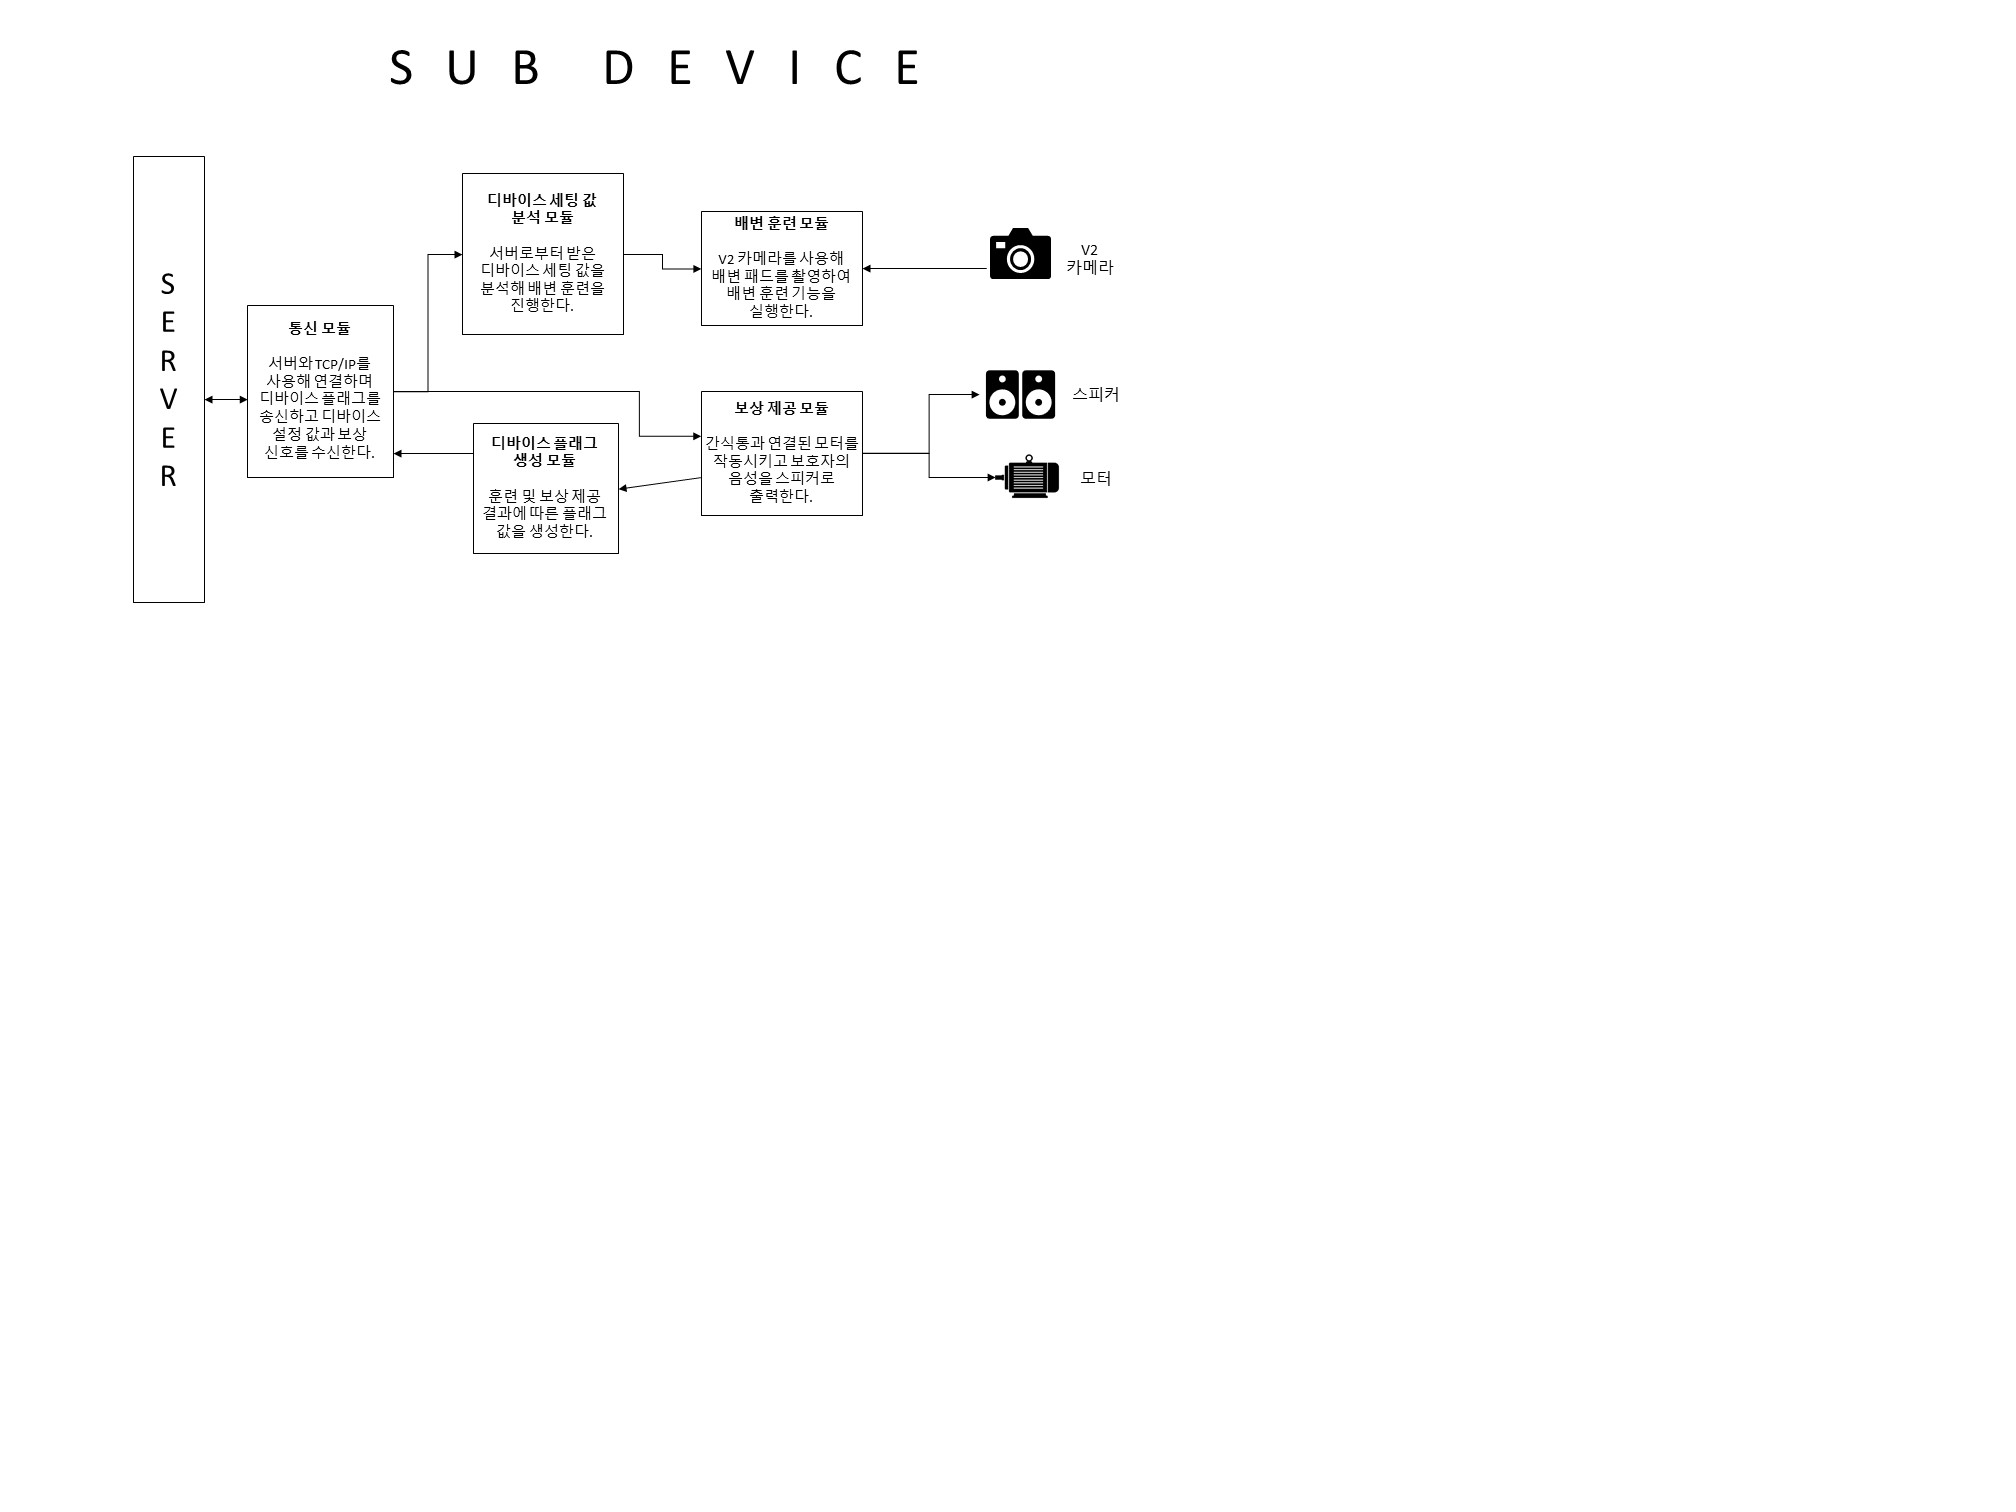 SUB DEVICE
S
E
R
V
E
R
통신 모듈
서버와 TCP/IP를
사용해 연결하며
디바이스 플래그를
송신하고 디바이스
설정 값과 보상
신호를 수신한다.
디바이스 세팅 값
분석 모듈
서버로부터 받은
디바이스 세팅 값을
분석해 배변 훈련을
진행한다.
배변 훈련 모듈
V2 카메라를 사용해
배변 패드를 촬영하여
배변 훈련 기능을
실행한다.
V2
카메라
디바이스 플래그
생성 모듈
훈련 및 보상 제공
결과에 따른 플래그
값을 생성한다.
보상 제공 모듈
간식통과 연결된 모터를
작동시키고 보호자의
음성을 스피커로
출력한다.
스피커
모터